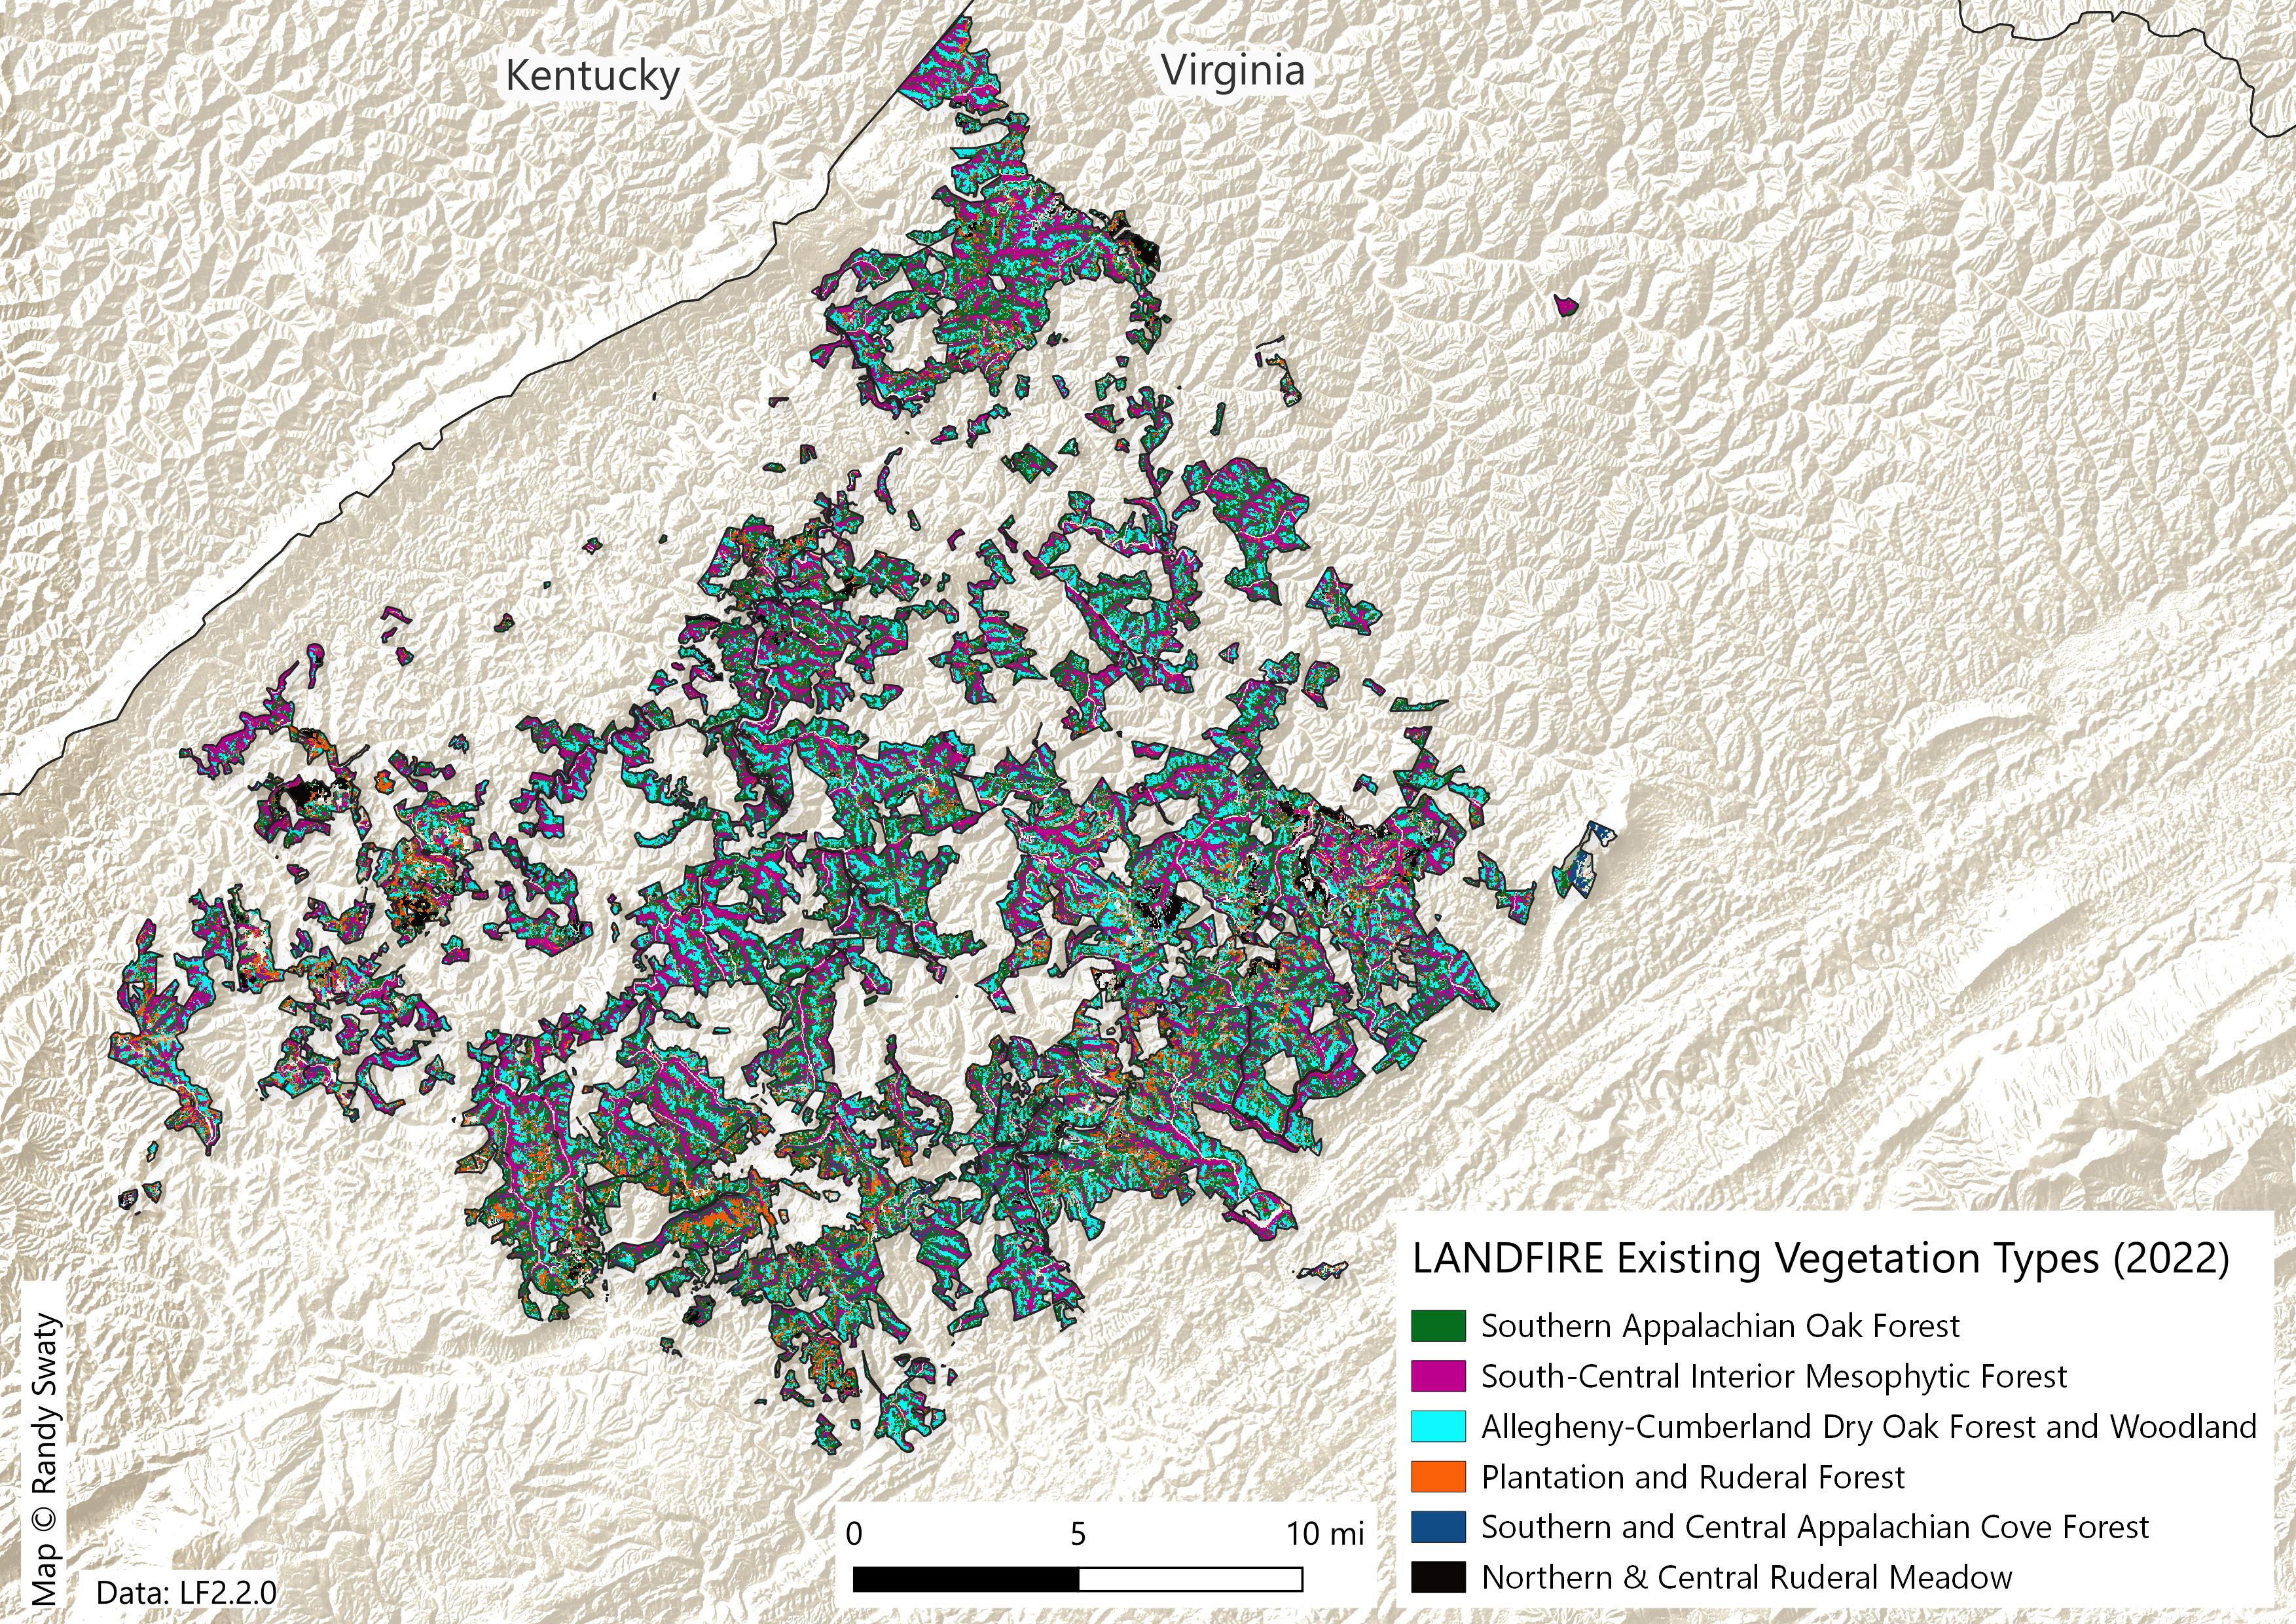 Kentucky
Virginia
LANDFIRE Existing Vegetation Types (2022)
Southern Appalachian Oak Forest
South-Central Interior Mesophytic Forest
Allegheny-Cumberland Dry Oak Forest and Woodland
Plantation and Ruderal Forest
Southern and Central Appalachian Cove Forest
Northern & Central Ruderal Meadow
0 5 10 mi
Map © Randy Swaty
Data: LF2.2.0